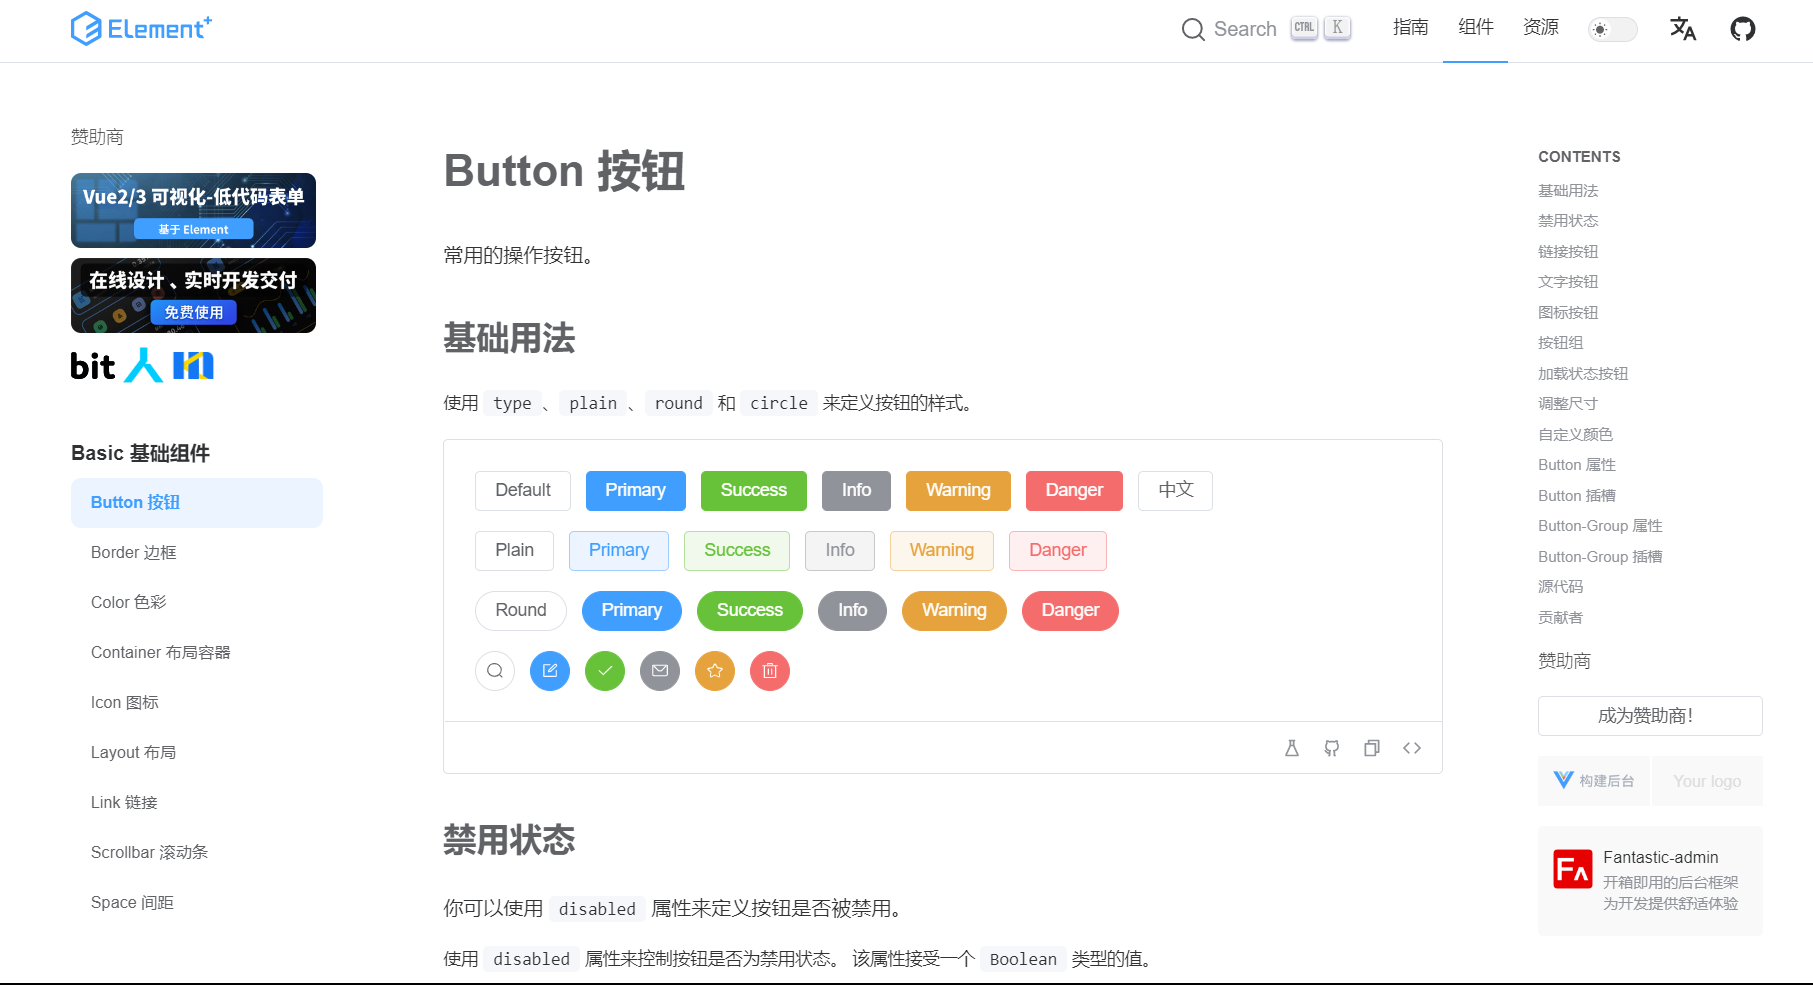 Element+
Search CTRL K
指南 组件 资源
赞助商
Vue2/3 可视化-低代码表单
基于 Element
在线设计、实时开发交付
免费使用
bit
Basic 基础组件
Button 按钮
Border 边框
Color 色彩
Container 布局容器
Icon 图标
Layout 布局
Link 链接
Scrollbar 滚动条
Space 间距
Button 按钮
常用的操作按钮。
基础用法
使用 type 、 plain 、 round 和 circle 来定义按钮的样式。
Default Primary Success Info Warning Danger 中文
Plain Primary Success Info Warning Danger
Round Primary Success Info Warning Danger
禁用状态
你可以使用 disabled 属性来定义按钮是否被禁用。
使用 disabled 属性来控制按钮是否为禁用状态。 该属性接受一个 Boolean 类型的值。
CONTENTS
基础用法
禁用状态
链接按钮
文字按钮
图标按钮
按钮组
加载状态按钮
调整尺寸
自定义颜色
Button 属性
Button 插槽
Button-Group 属性
Button-Group 插槽
源代码
贡献者
赞助商
成为赞助商！
构建后台 Your logo
Fantastic-admin
开箱即用的后台框架
为开发提供舒适体验